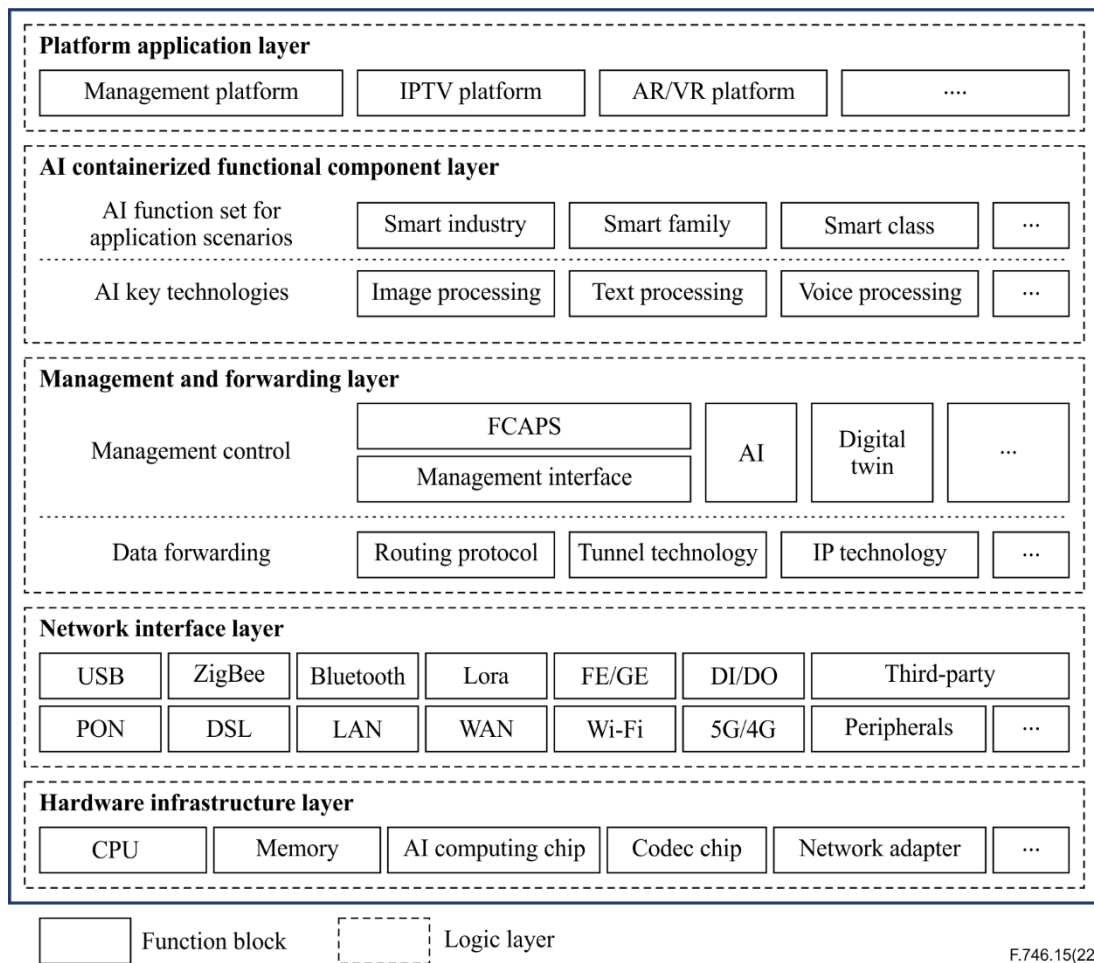 Platform application layer
Management platform
IPTV platform
AR/VR platform
....
AI containerized functional component layer
AI function set for
application scenarios
Smart industry
Smart family
Smart class
...
AI key technologies
Image processing
Text processing
Voice processing
...
Management and forwarding layer
Management control
FCAPS
Management interface
AI
Digital
twin
...
Data forwarding
Routing protocol
Tunnel technology
IP technology
...
Network interface layer
USB
ZigBee
Bluetooth
Lora
FE/GE
DI/DO
Third-party
PON
DSL
LAN
WAN
Wi-Fi
5G/4G
Peripherals
...
Hardware infrastructure layer
CPU
Memory
AI computing chip
Codec chip
Network adapter
...
Function block
Logic layer
F.746.15(22